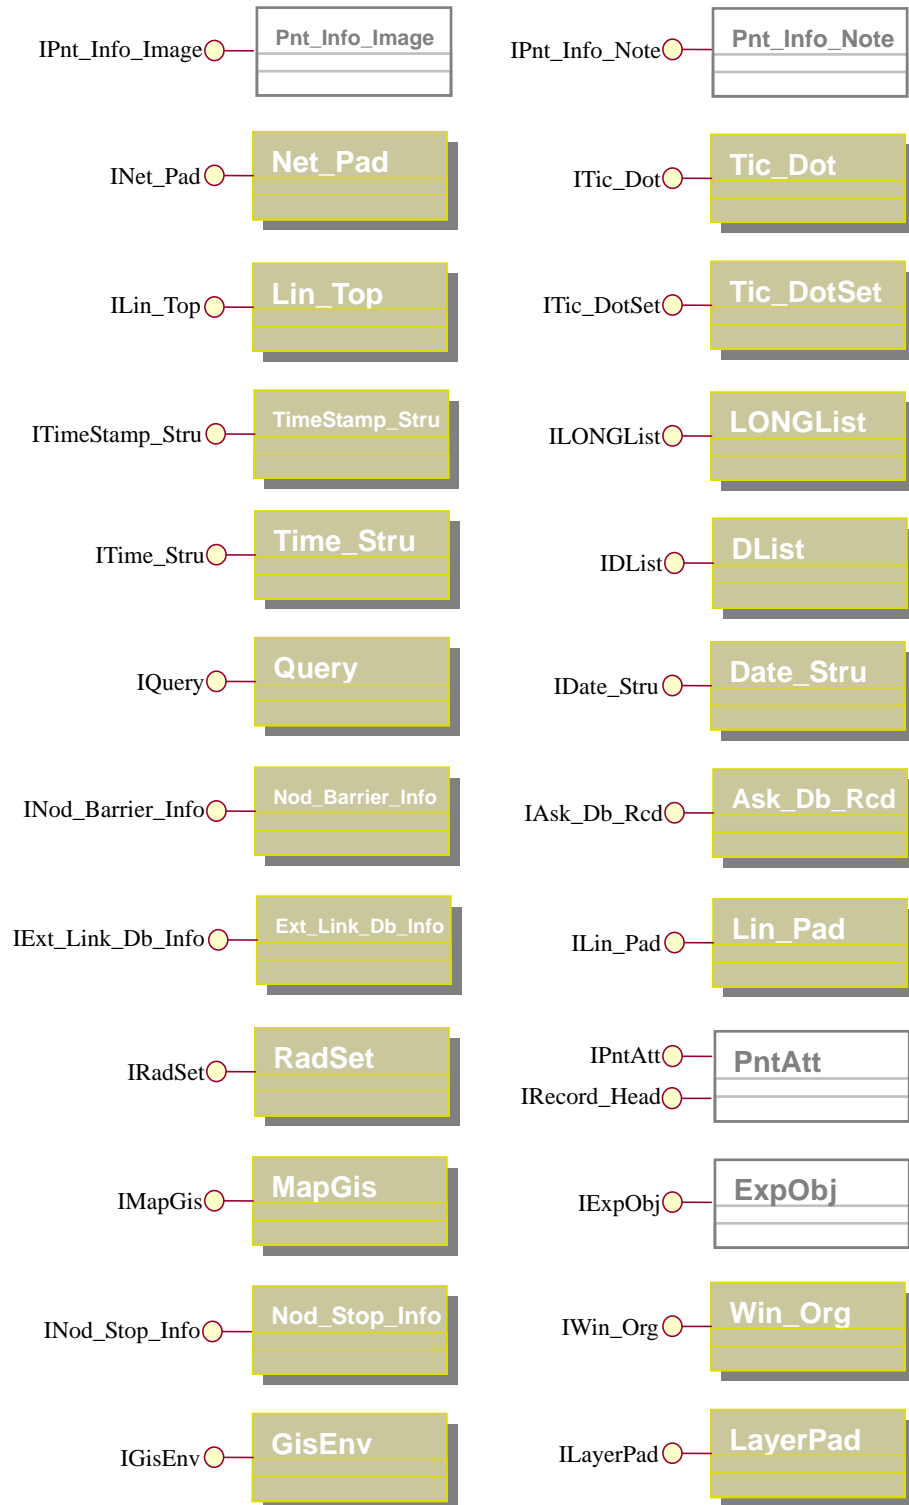 IPnt_Info_Image Pnt_Info_Image
IPnt_Info_Note Pnt_Info_Note
INet_Pad Net_Pad
ITic_Dot Tic_Dot
ILin_Top Lin_Top
ITic_DotSet Tic_DotSet
ITimeStamp_Stru TimeStamp_Stru
ILONGList LONGList
ITime_Stru Time_Stru
IDList DList
IQuery Query
IDate_Stru Date_Stru
INod_Barrier_Info Nod_Barrier_Info
IAsk_Db_Rcd Ask_Db_Rcd
IExt_Link_Db_Info Ext_Link_Db_Info
ILin_Pad Lin_Pad
IRadSet RadSet
IPntAtt PntAtt
IRecord_Head
IMapGis MapGis
IExpObj ExpObj
INod_Stop_Info Nod_Stop_Info
IWin_Org Win_Org
IGisEnv GisEnv
ILayerPad LayerPad